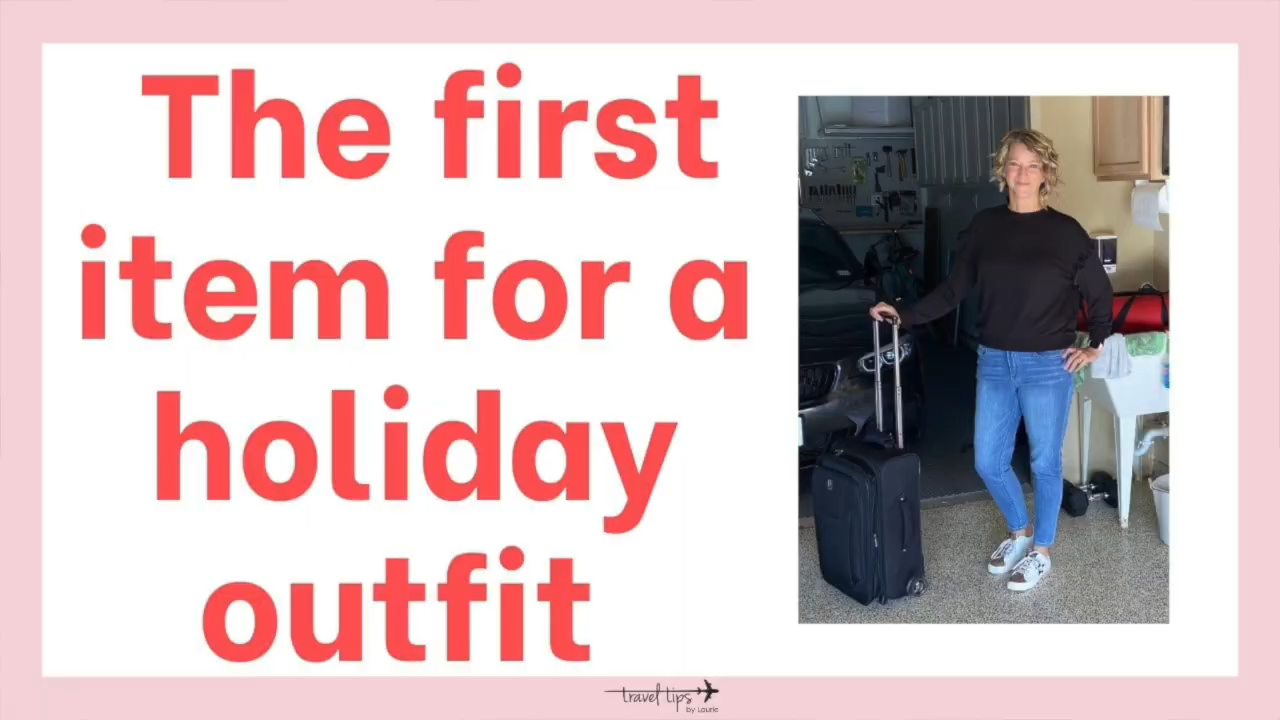 The first
item for a
holiday
outfit
travel tips
by Laurie